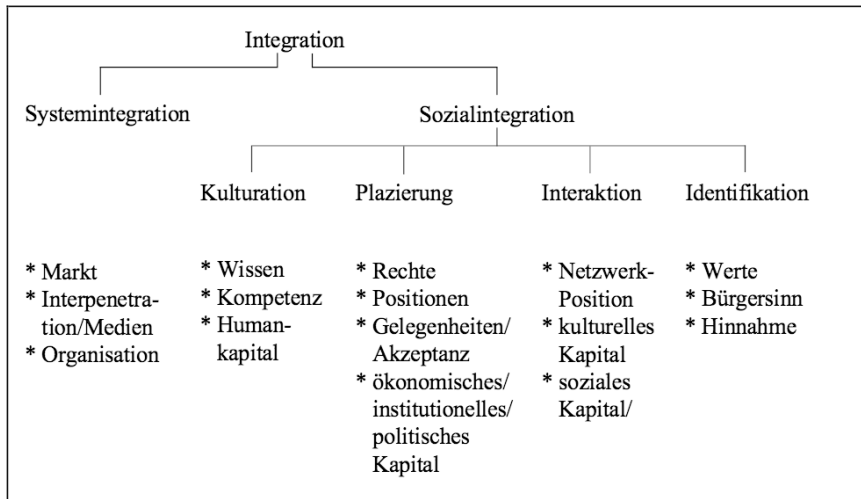 Integration
Systemintegration
Sozialintegration
Kulturation
Plazierung
Interaktion
Identifikation
* Markt
* Interpenetra-
tion/Medien
* Organisation
* Wissen
* Kompetenz
* Human-
kapital
* Rechte
* Positionen
* Gelegenheiten/
Akzeptanz
* ökonomisches/
institutionelles/
politisches
Kapital
* Netzwerk-
Position
* kulturelles
Kapital
* soziales
Kapital/
* Werte
* Bürgersinn
* Hinnahme